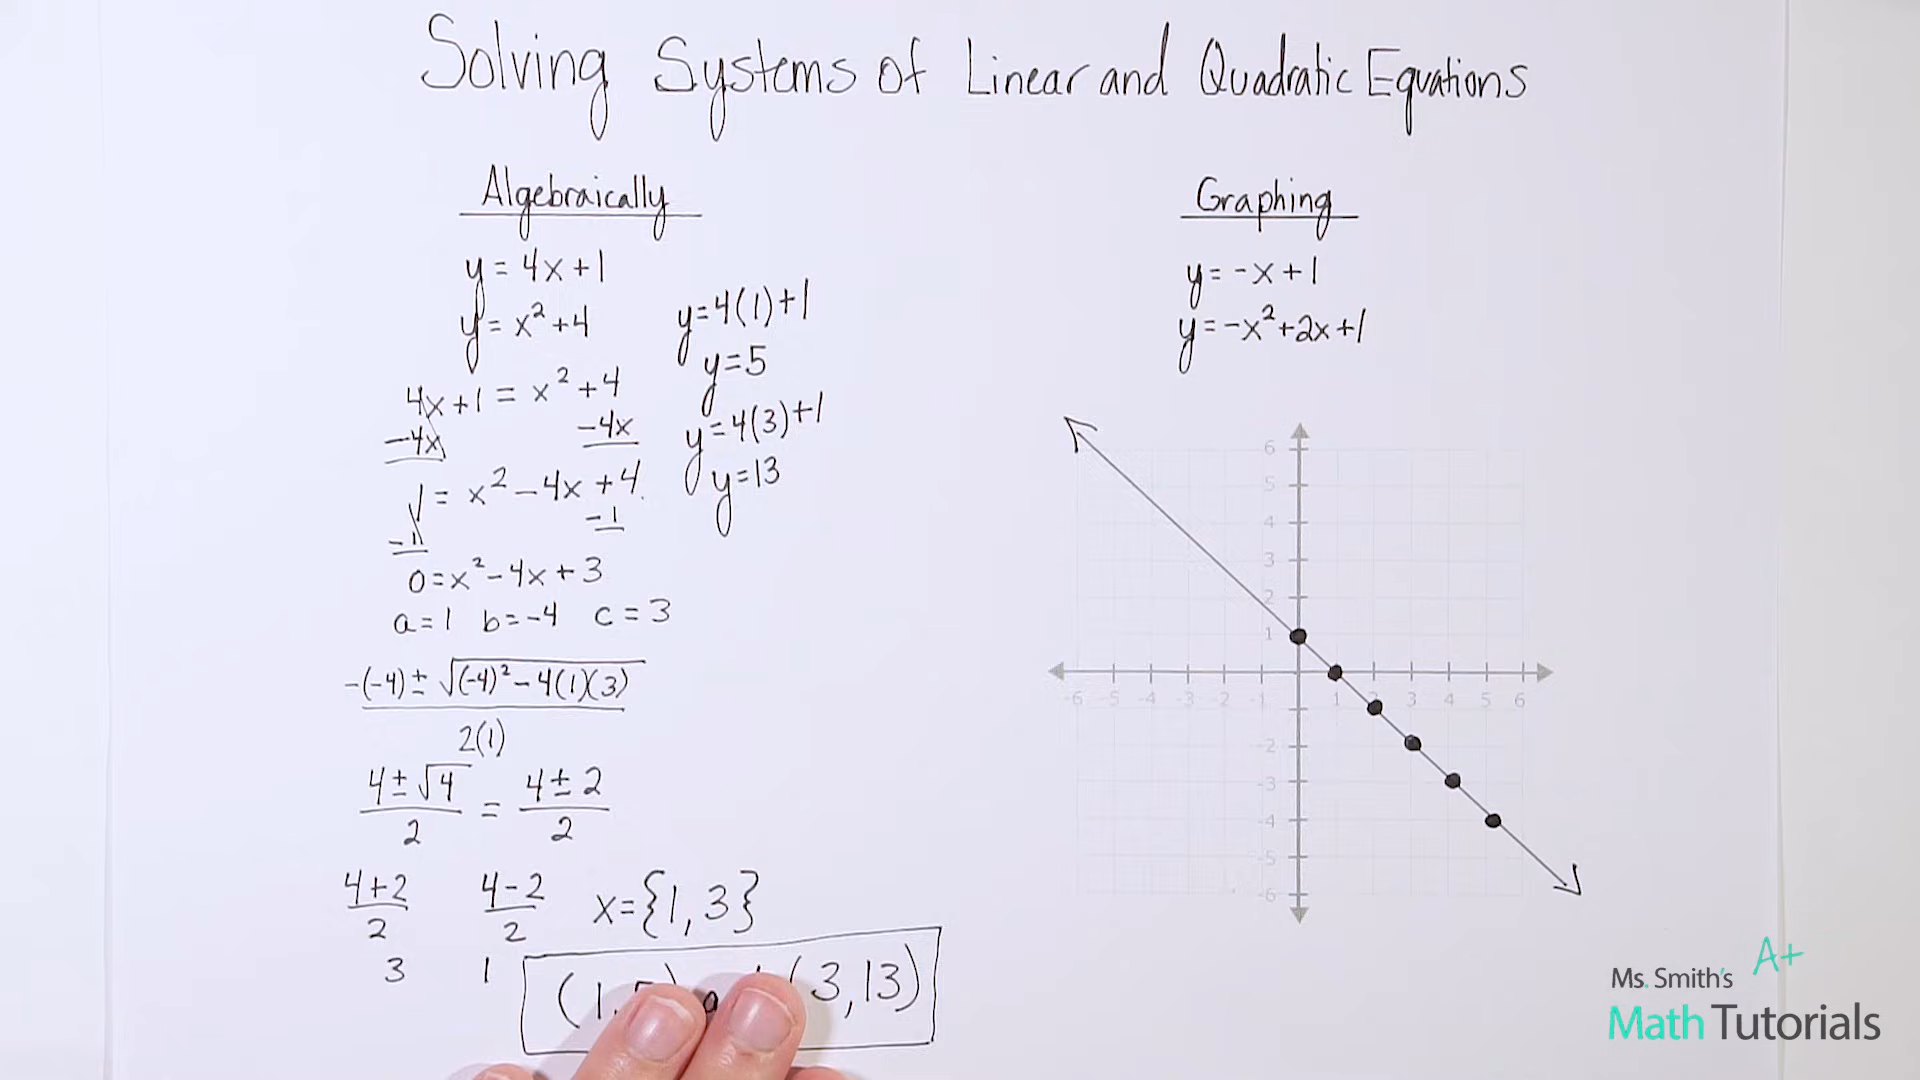 Solving Systems of Linear and Quadratic Equations
Algebraically
y = 4x + 1
y = x² + 4
4x + 1 = x² + 4
-4x -4x
1 = x² - 4x + 4
-1 -1
0 = x² - 4x + 3
a = 1 b = -4 c = 3
-(-4) ± √(-4)² - 4(1)(3)
2(1)
4 ± √4 = 4 ± 2
2 2
4+2 4-2
2 2
3 1
x = {1, 3}
y = 4(1) + 1
y = 5
y = 4(3) + 1
y = 13
(1, 3, 13)
Graphing
y = -x + 1
y = -x² + 2x + 1
6
5
4
3
2
1
-6 -5 -4 -3 -2 -1 1 2 3 4 5 6
-2
-3
-4
-5
-6
A+
Ms. Smith's
Math Tutorials